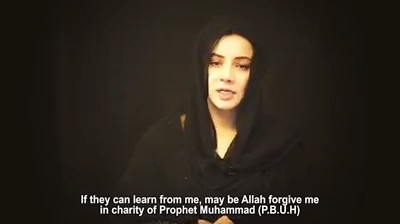 If they can learn from me, may be Allah forgive me
in charity of Prophet Muhammad (P.B.U.H)